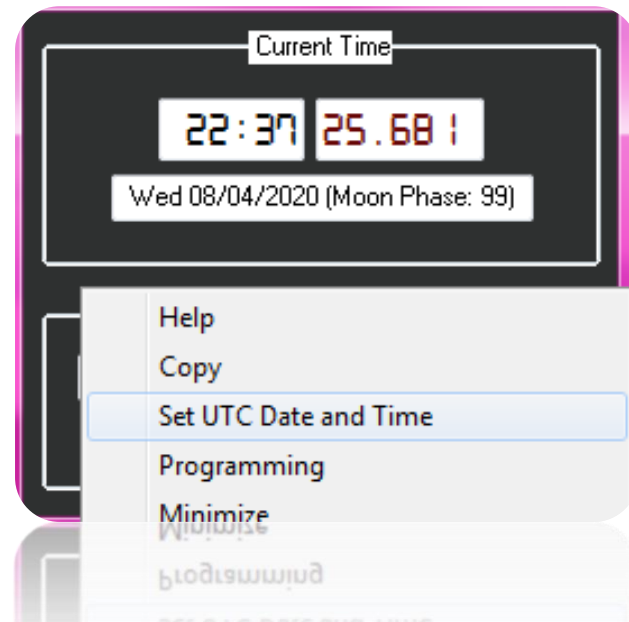 Current Time
22:37 25.681
Wed 08/04/2020 (Moon Phase: 99)
Help
Copy
Set UTC Date and Time
Programming
Minimize